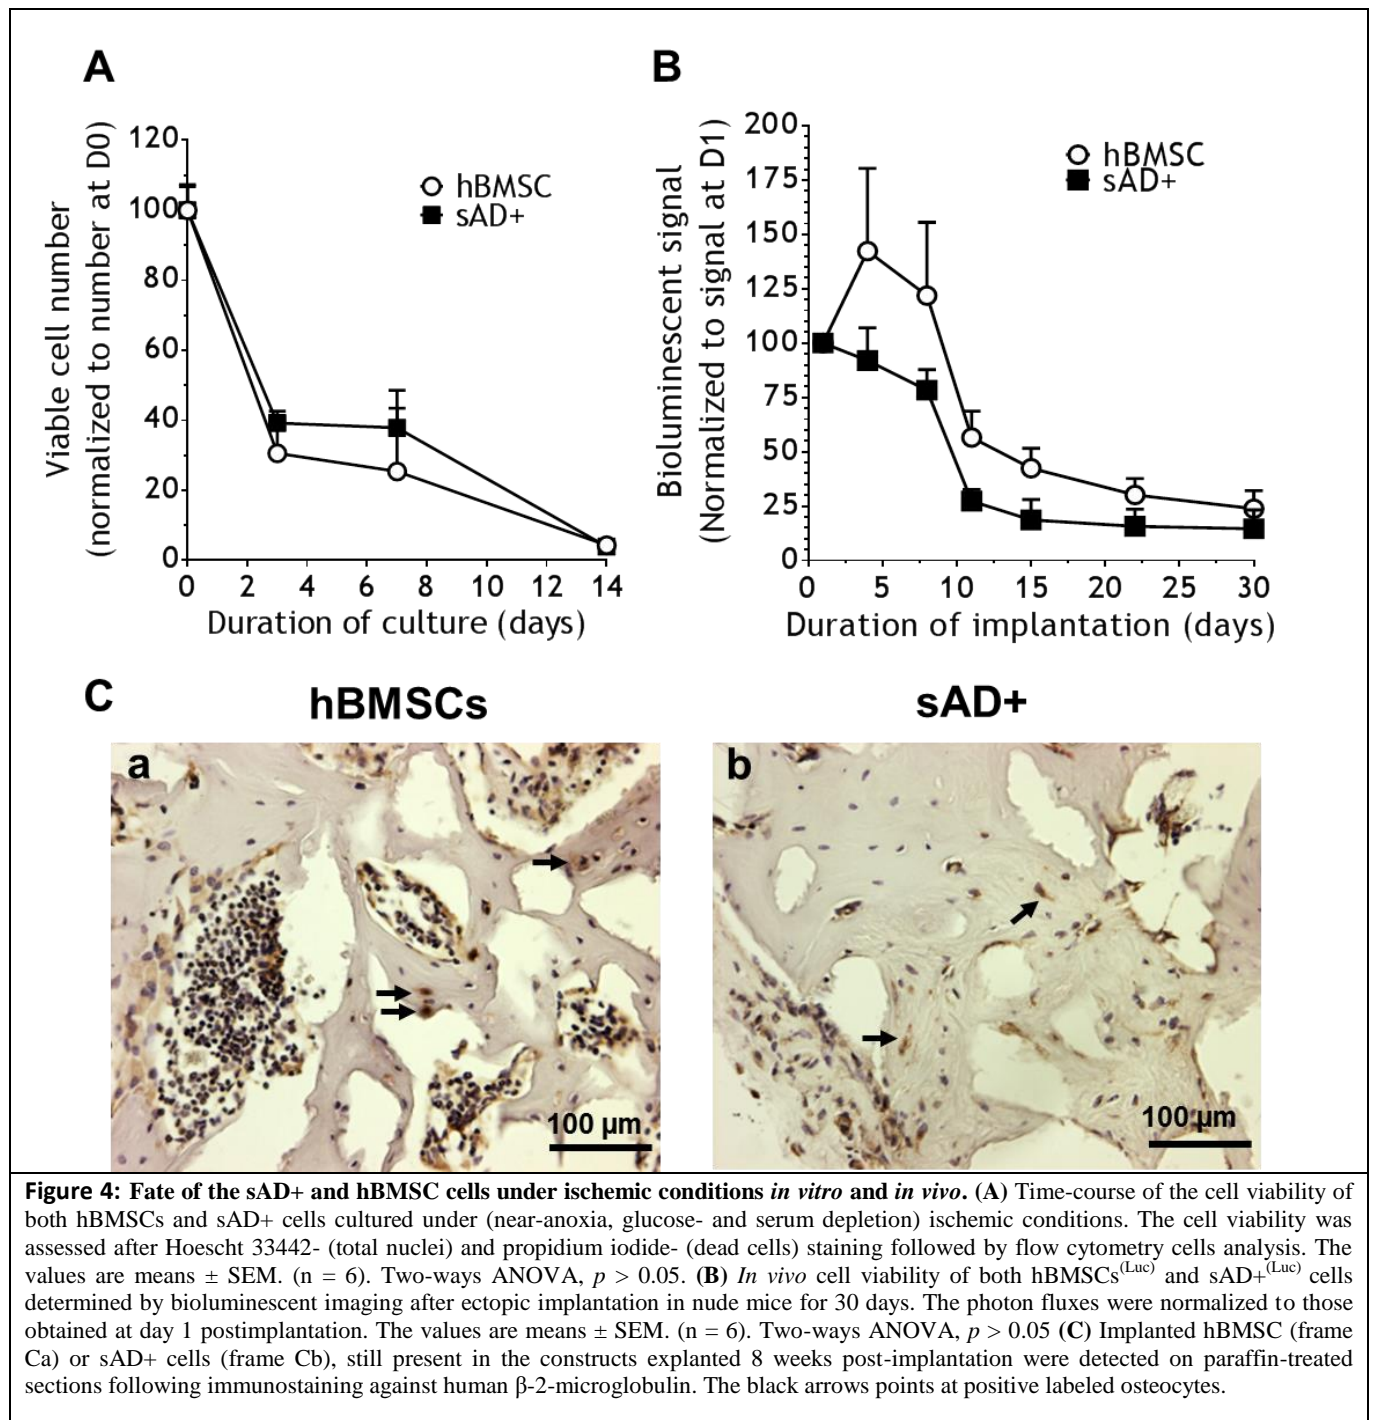 A
B
Viable cell number
(normalized to number at D0)
120
100
80
60
40
20
0
hBMSC
sAD+
0 2 4 6 8 10 12 14
Duration of culture (days)
Bioluminescent signal
(Normalized to signal at D1)
200
175
150
125
100
75
50
25
0
hBMSC
sAD+
0 5 10 15 20 25 30
Duration of implantation (days)
C
hBMSCs
sAD+
a
b
100 µm
100 µm
Figure 4: Fate of the sAD+ and hBMSC cells under ischemic conditions in vitro and in vivo. (A) Time-course of the cell viability of
both hBMSCs and sAD+ cells cultured under (near-anoxia, glucose- and serum depletion) ischemic conditions. The cell viability was
assessed after Hoescht 33442- (total nuclei) and propidium iodide- (dead cells) staining followed by flow cytometry cells analysis. The
values are means ± SEM. (n = 6). Two-ways ANOVA, p > 0.05. (B) In vivo cell viability of both hBMSCs(Luc) and sAD+(Luc) cells
determined by bioluminescent imaging after ectopic implantation in nude mice for 30 days. The photon fluxes were normalized to those
obtained at day 1 postimplantation. The values are means ± SEM. (n = 6). Two-ways ANOVA, p > 0.05 (C) Implanted hBMSC (frame
Ca) or sAD+ cells (frame Cb), still present in the constructs explanted 8 weeks post-implantation were detected on paraffin-treated
sections following immunostaining against human β-2-microglobulin. The black arrows points at positive labeled osteocytes.